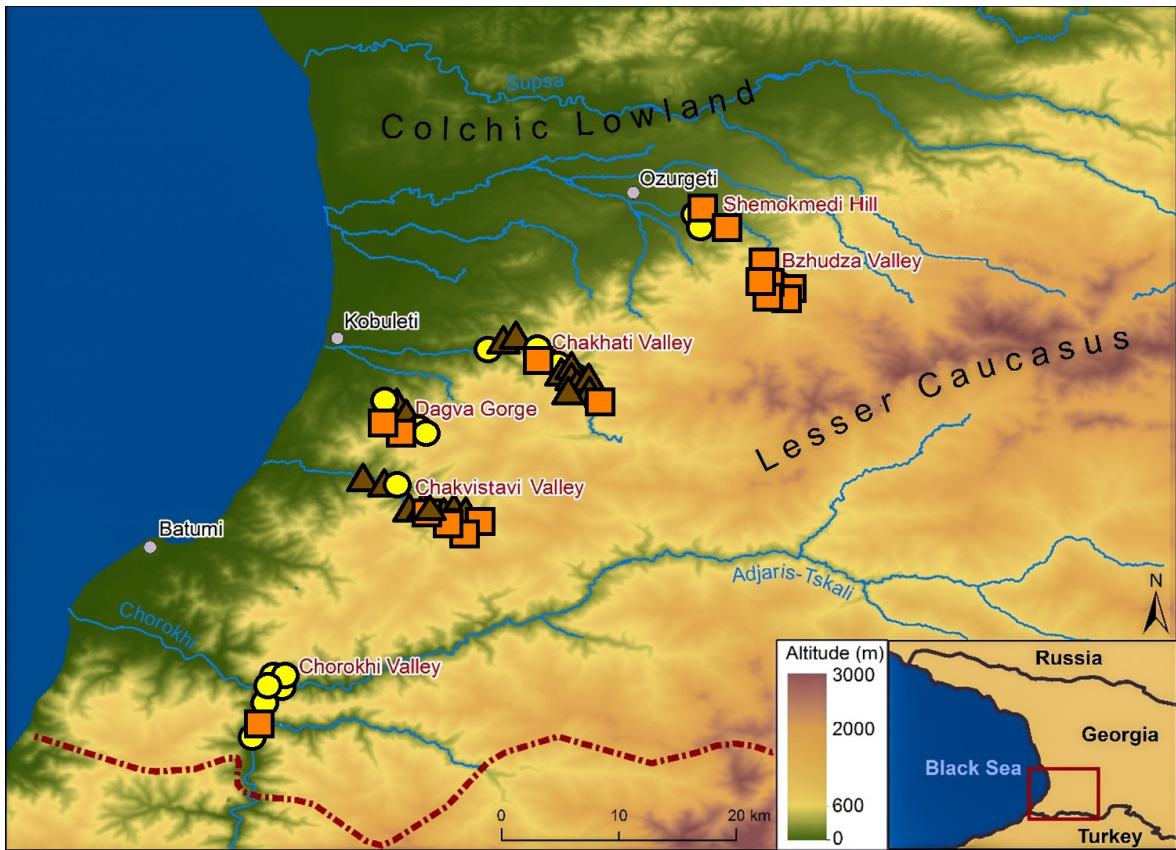 Supsa
Colchic Lowland
Ozurgeti
Shemokmedi Hill
Bzhudza Valley
Kobuleti
Chakhati Valley
Lesser Caucasus
Dagva Gorge
Chakvistavi Valley
Batumi
Adjaris-Tskali
Chorokhi
Chorokhi Valley
N
0
10
20 km
Altitude (m)
3000
2000
600
0
Russia
Georgia
Black Sea
Turkey